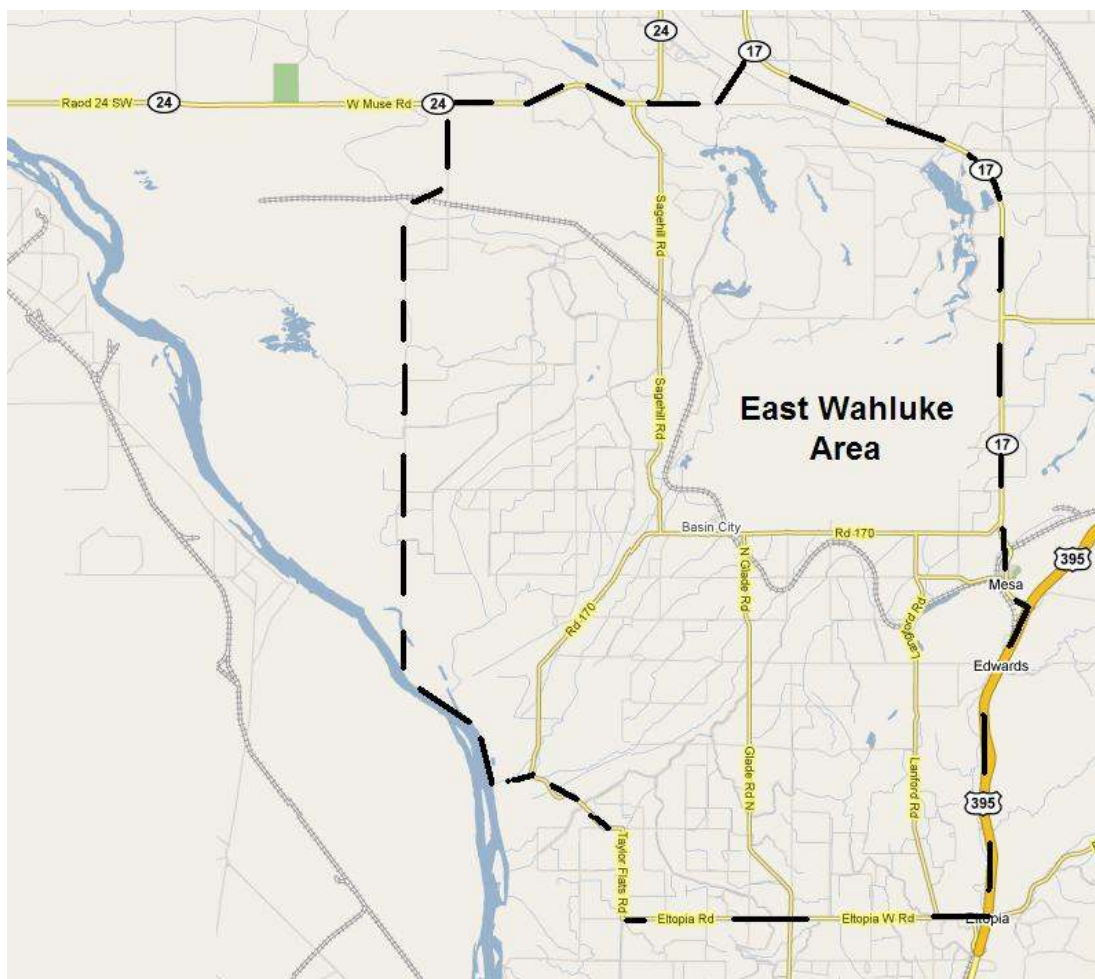 24
17
Raod 24 SW
24
W Muse Rd
24
17
Sagehill Rd
Sagehill Rd
East Wahluke
Area
17
Basin City
Rd 170
N Glade Rd
395
Mesa
Rd 170
Langford Rd
Edwards
Glade Rd N
Lanford Rd
395
Taylor Flats Rd
Eltopia Rd
Eltopia W Rd
Eltopia